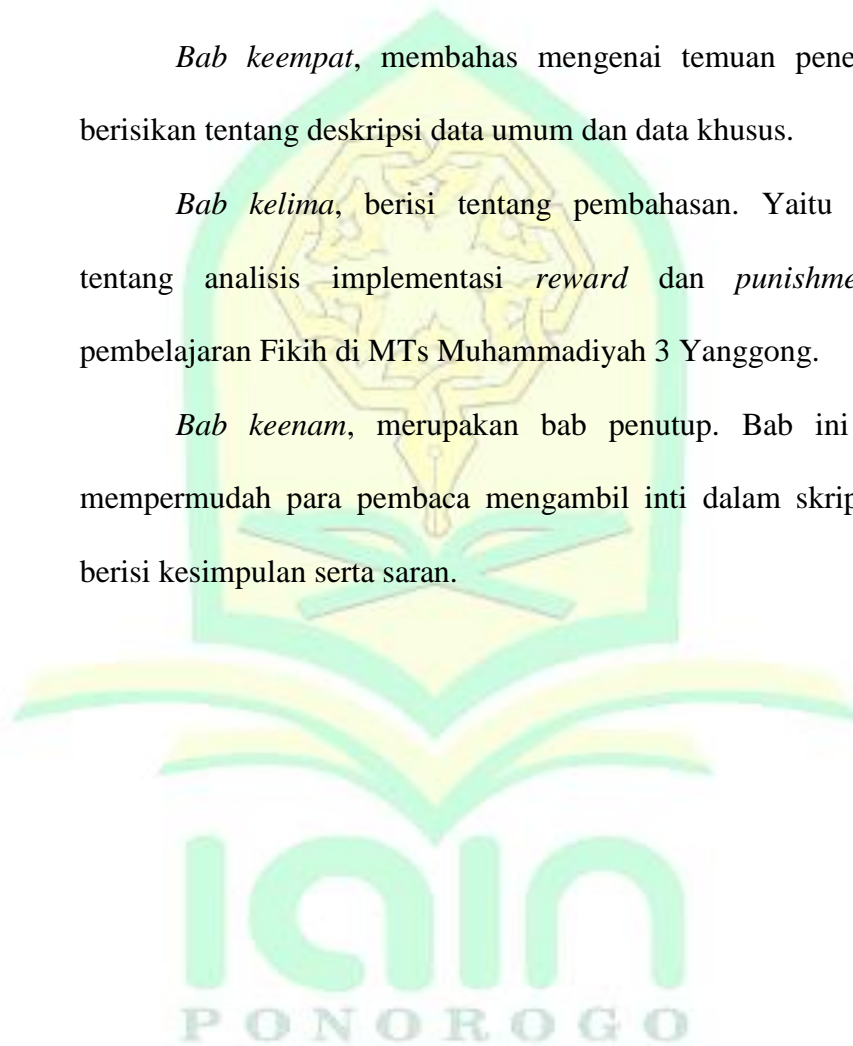 Bab keempat, membahas mengenai temuan pene
berisikan tentang deskripsi data umum dan data khusus.
Bab kelima, berisi tentang pembahasan. Yaitu
tentang analisis implementasi reward dan punishme
pembelajaran Fikih di MTs Muhammadiyah 3 Yanggong.
Bab keenam, merupakan bab penutup. Bab ini
mempermudah para pembaca mengambil inti dalam skrip
berisi kesimpulan serta saran.
iain
PONOROGO